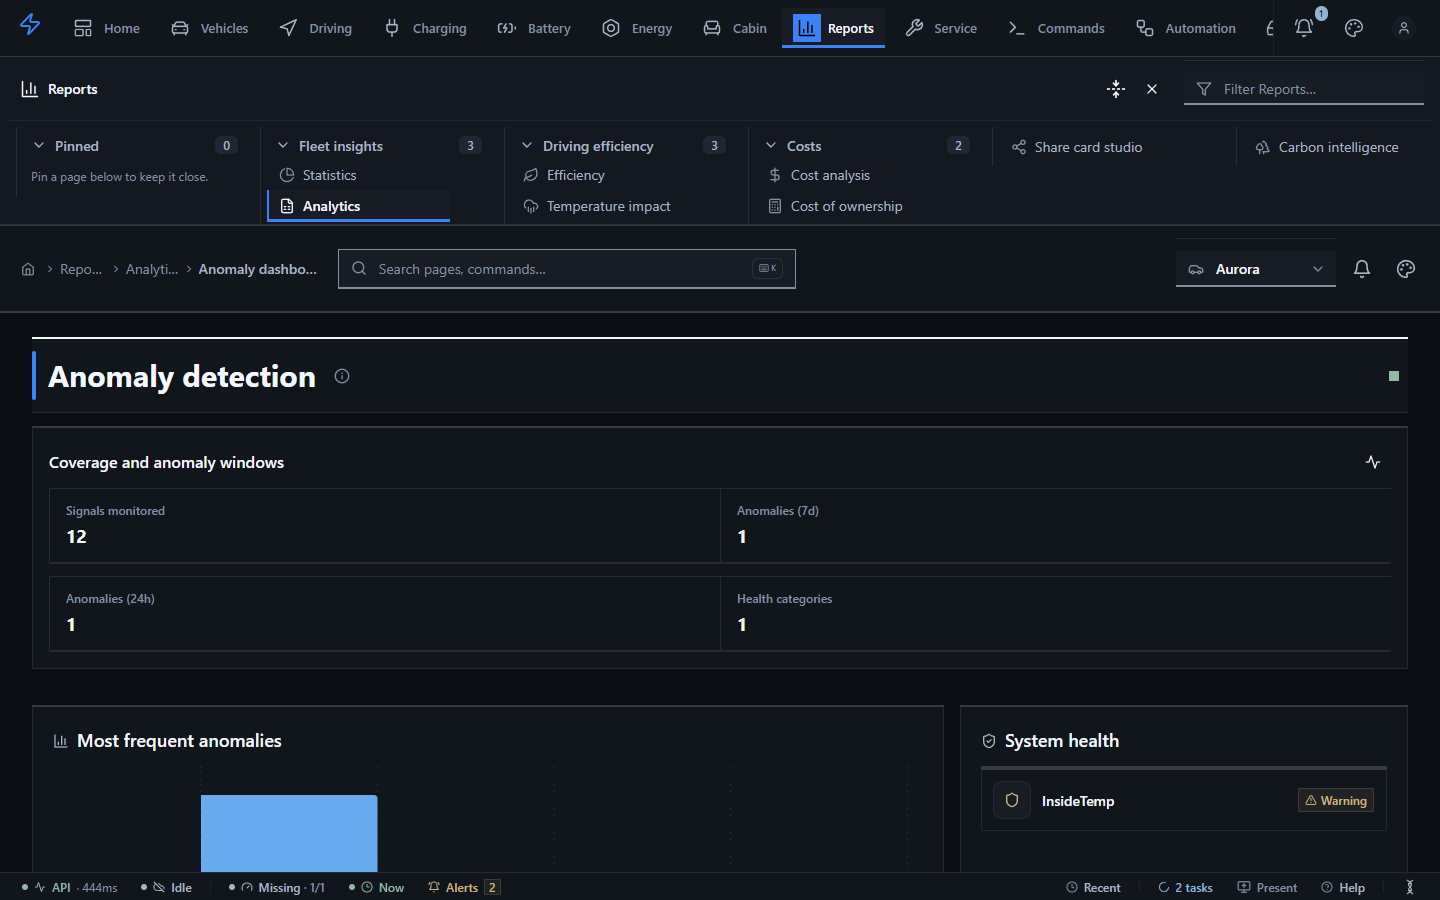 Home
Vehicles
Driving
Charging
Battery
Energy
Cabin
Reports
Service
Commands
Automation
1
Reports
Filter Reports...
Pinned 0
Pin a page below to keep it close.
Fleet insights 3
Statistics
Analytics
Driving efficiency 3
Efficiency
Temperature impact
Costs 2
Cost analysis
Cost of ownership
Share card studio
Carbon intelligence
Repo... > Analyti... > Anomaly dashbo...
Search pages, commands...
K
Aurora
Anomaly detection
Coverage and anomaly windows
Signals monitored
12
Anomalies (7d)
1
Anomalies (24h)
1
Health categories
1
Most frequent anomalies
System health
InsideTemp
Warning
API · 444ms
Idle
Missing · 1/1
Now
Alerts 2
Recent
2 tasks
Present
Help